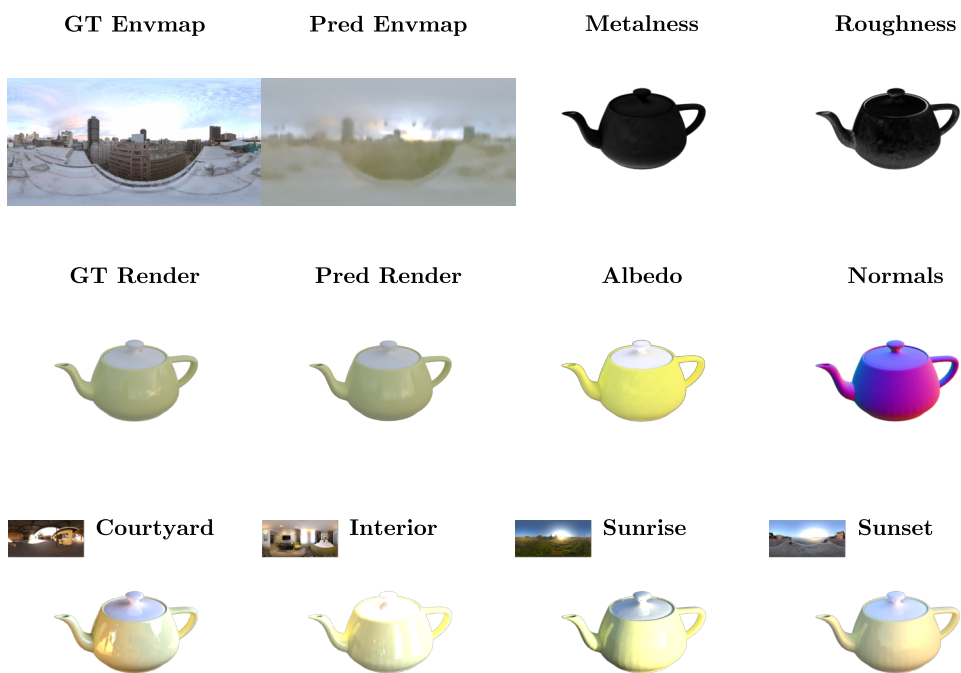 GT Envmap
Pred Envmap
Metalness
Roughness
GT Render
Pred Render
Albedo
Normals
Courtyard
Interior
Sunrise
Sunset